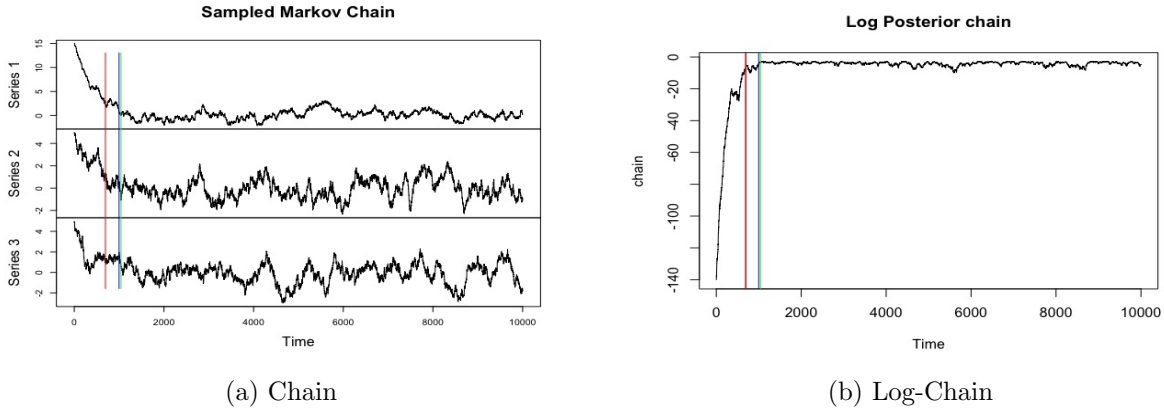 Sampled Markov Chain
Series 1
15
10
5
0
Series 2
4
2
0
-2
Series 3
4
2
0
-2
0
2000
4000
6000
8000
10000
Time
(a) Chain
Log Posterior chain
chain
0
-20
-60
-100
-140
0
2000
4000
6000
8000
10000
Time
(b) Log-Chain